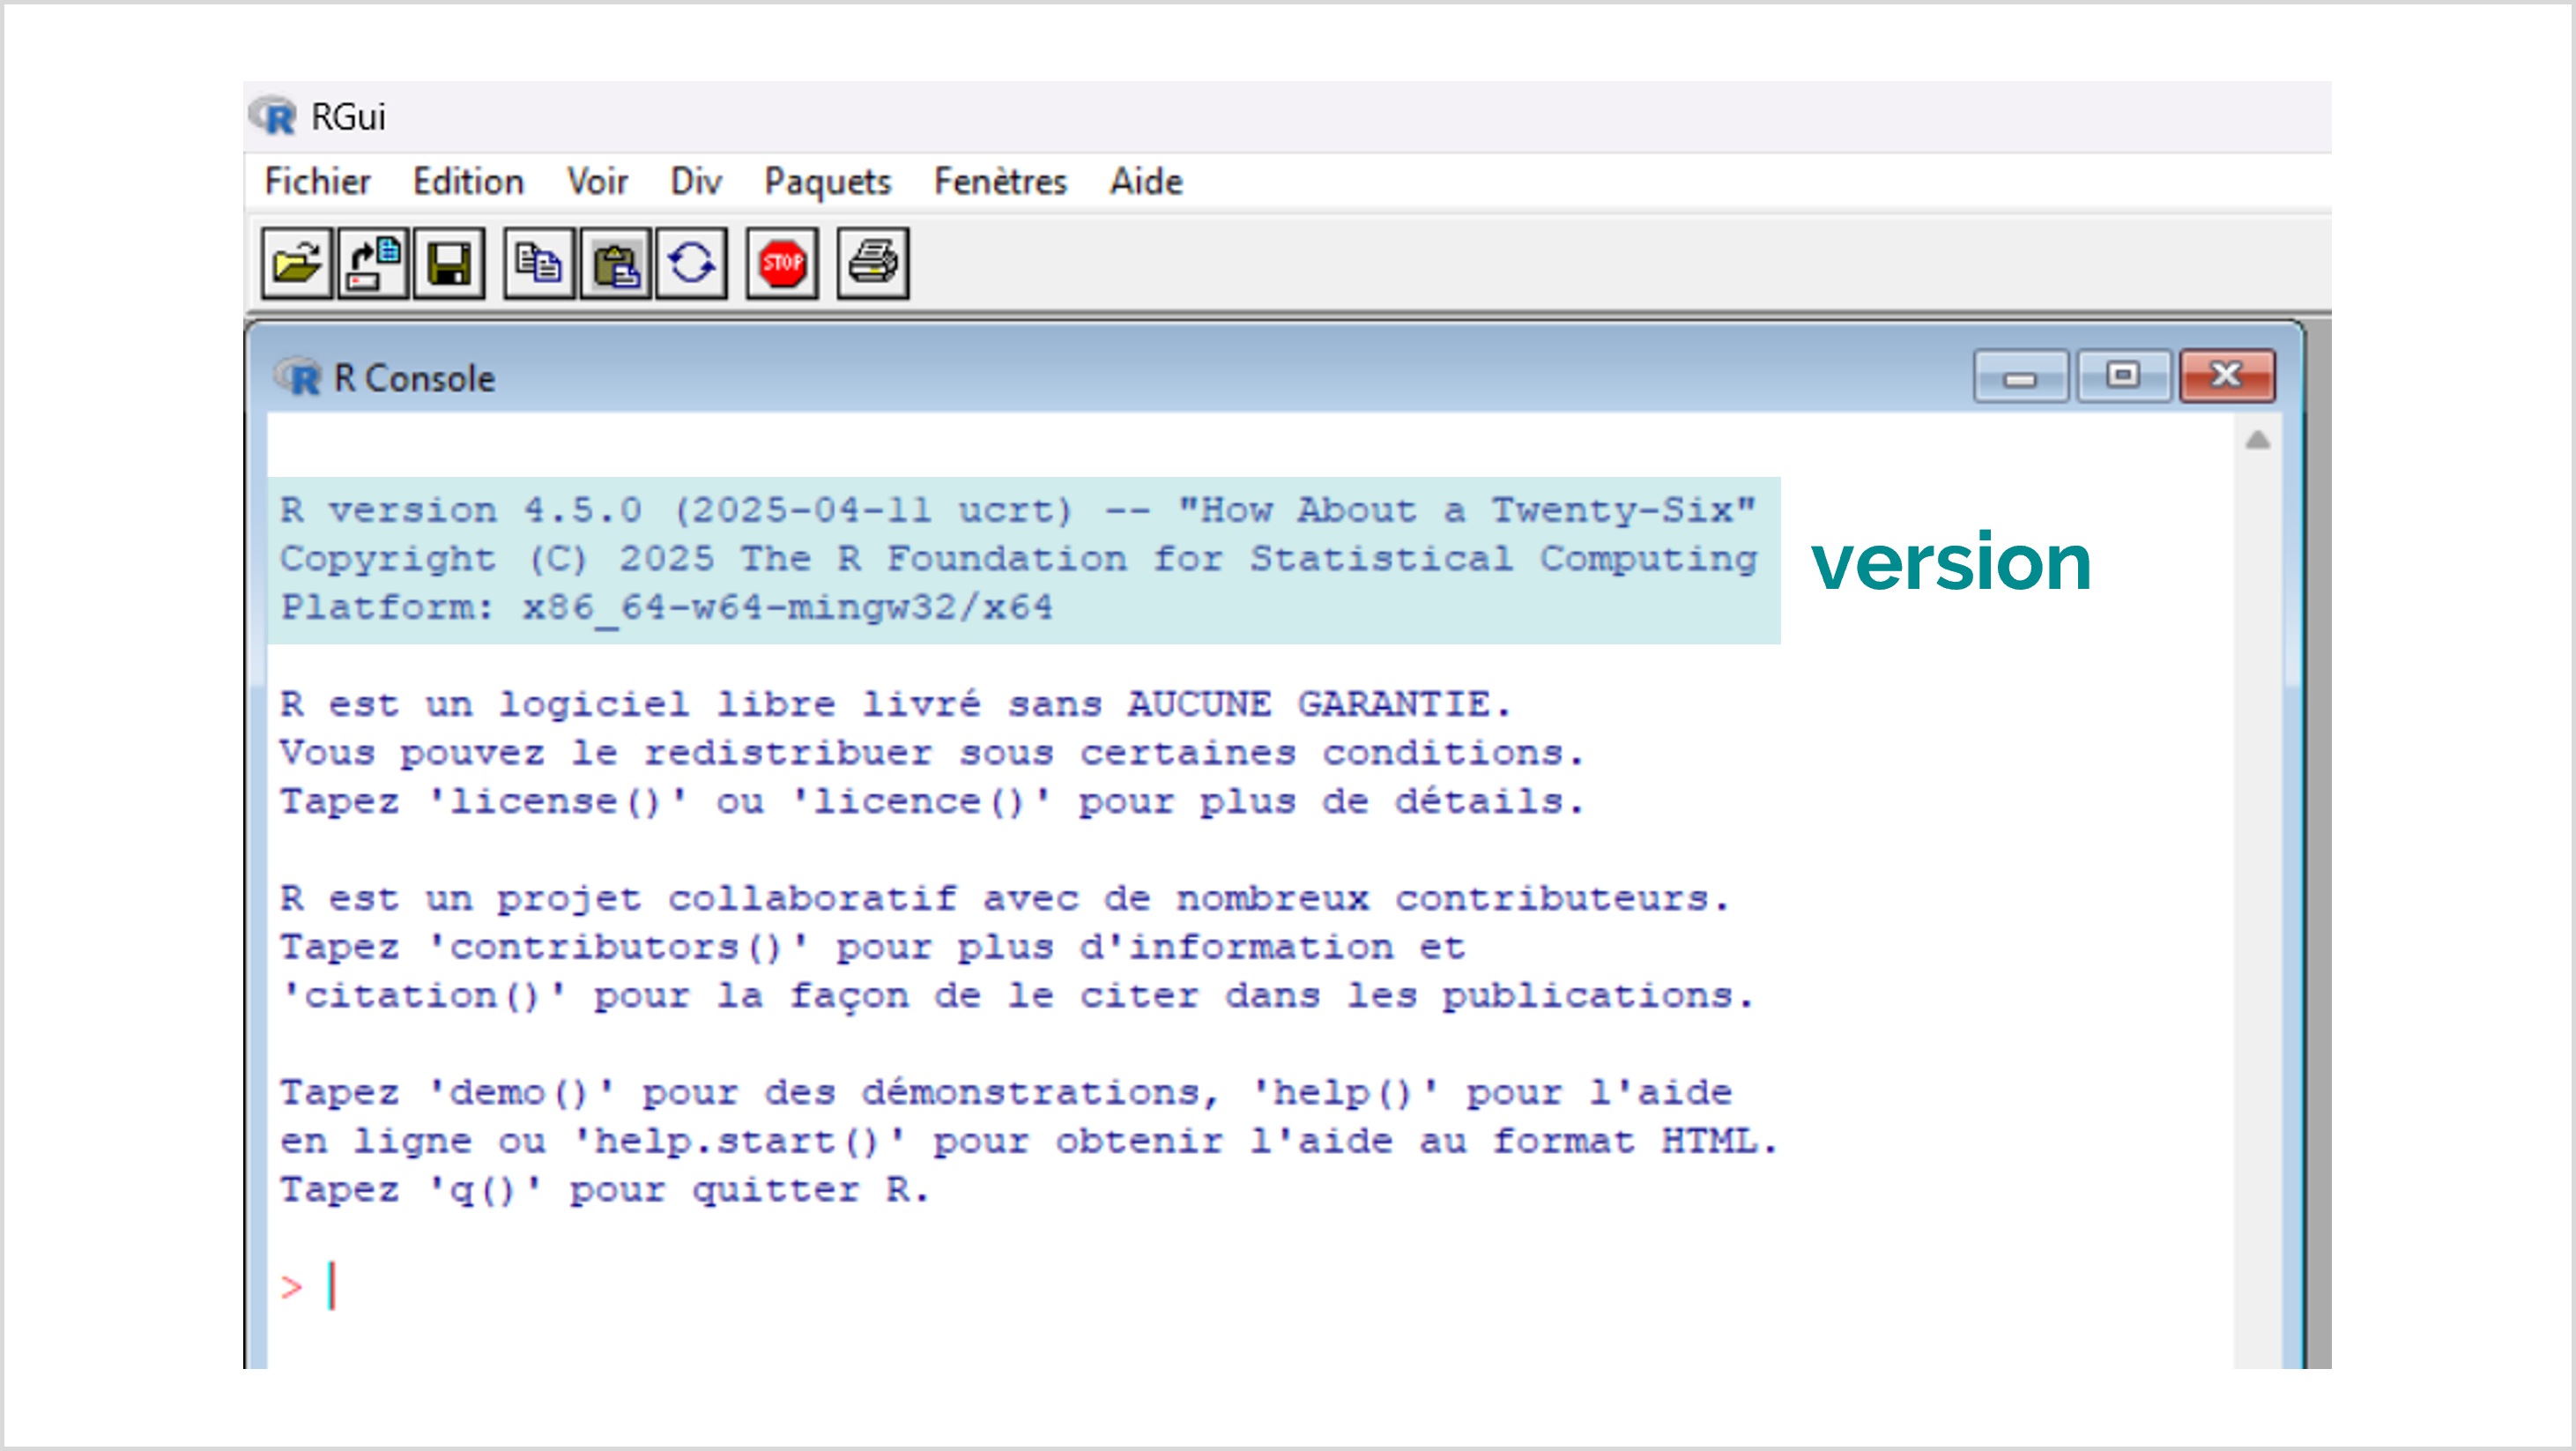 RGui
Fichier Edition Voir Div Paquets Fenêtres Aide
STOP
R Console
R version 4.5.0 (2025-04-11 ucrt) -- "How About a Twenty-Six"
Copyright (C) 2025 The R Foundation for Statistical Computing
Platform: x86_64-w64-mingw32/x64
version
R est un logiciel libre livré sans AUCUNE GARANTIE.
Vous pouvez le redistribuer sous certaines conditions.
Tapez 'license()' ou 'licence()' pour plus de détails.
R est un projet collaboratif avec de nombreux contributeurs.
Tapez 'contributors()' pour plus d'information et
'citation()' pour la façon de le citer dans les publications.
Tapez 'demo()' pour des démonstrations, 'help()' pour l'aide
en ligne ou 'help.start()' pour obtenir l'aide au format HTML.
Tapez 'q()' pour quitter R.
>